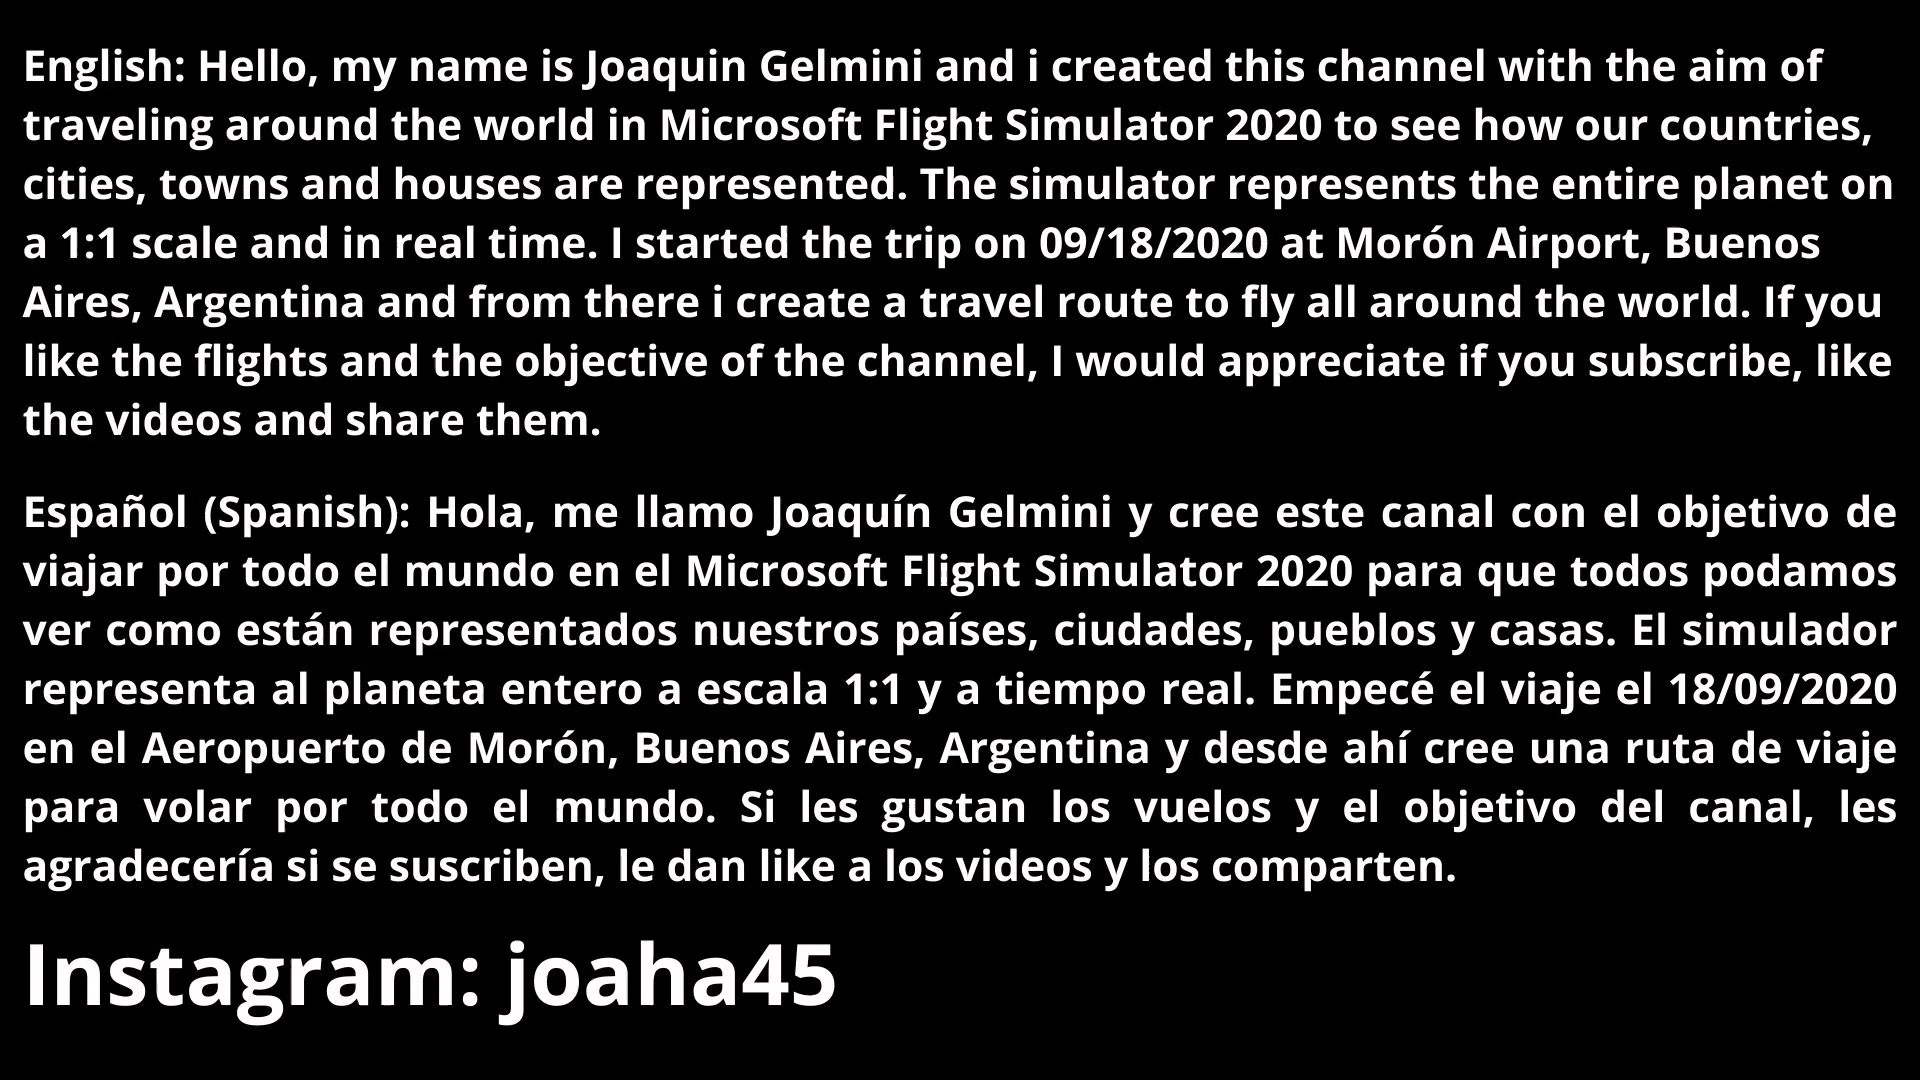 English: Hello, my name is Joaquin Gelmini and i created this channel with the aim of
traveling around the world in Microsoft Flight Simulator 2020 to see how our countries,
cities, towns and houses are represented. The simulator represents the entire planet on
a 1:1 scale and in real time. I started the trip on 09/18/2020 at Morón Airport, Buenos
Aires, Argentina and from there i create a travel route to fly all around the world. If you
like the flights and the objective of the channel, I would appreciate if you subscribe, like
the videos and share them.
Español (Spanish): Hola, me llamo Joaquín Gelmini y cree este canal con el objetivo de
viajar por todo el mundo en el Microsoft Flight Simulator 2020 para que todos podamos
ver como están representados nuestros países, ciudades, pueblos y casas. El simulador
representa al planeta entero a escala 1:1 y a tiempo real. Empecé el viaje el 18/09/2020
en el Aeropuerto de Morón, Buenos Aires, Argentina y desde ahí cree una ruta de viaje
para volar por todo el mundo. Si les gustan los vuelos y el objetivo del canal, les
agradecería si se suscriben, le dan like a los videos y los comparten.
Instagram: joaha45